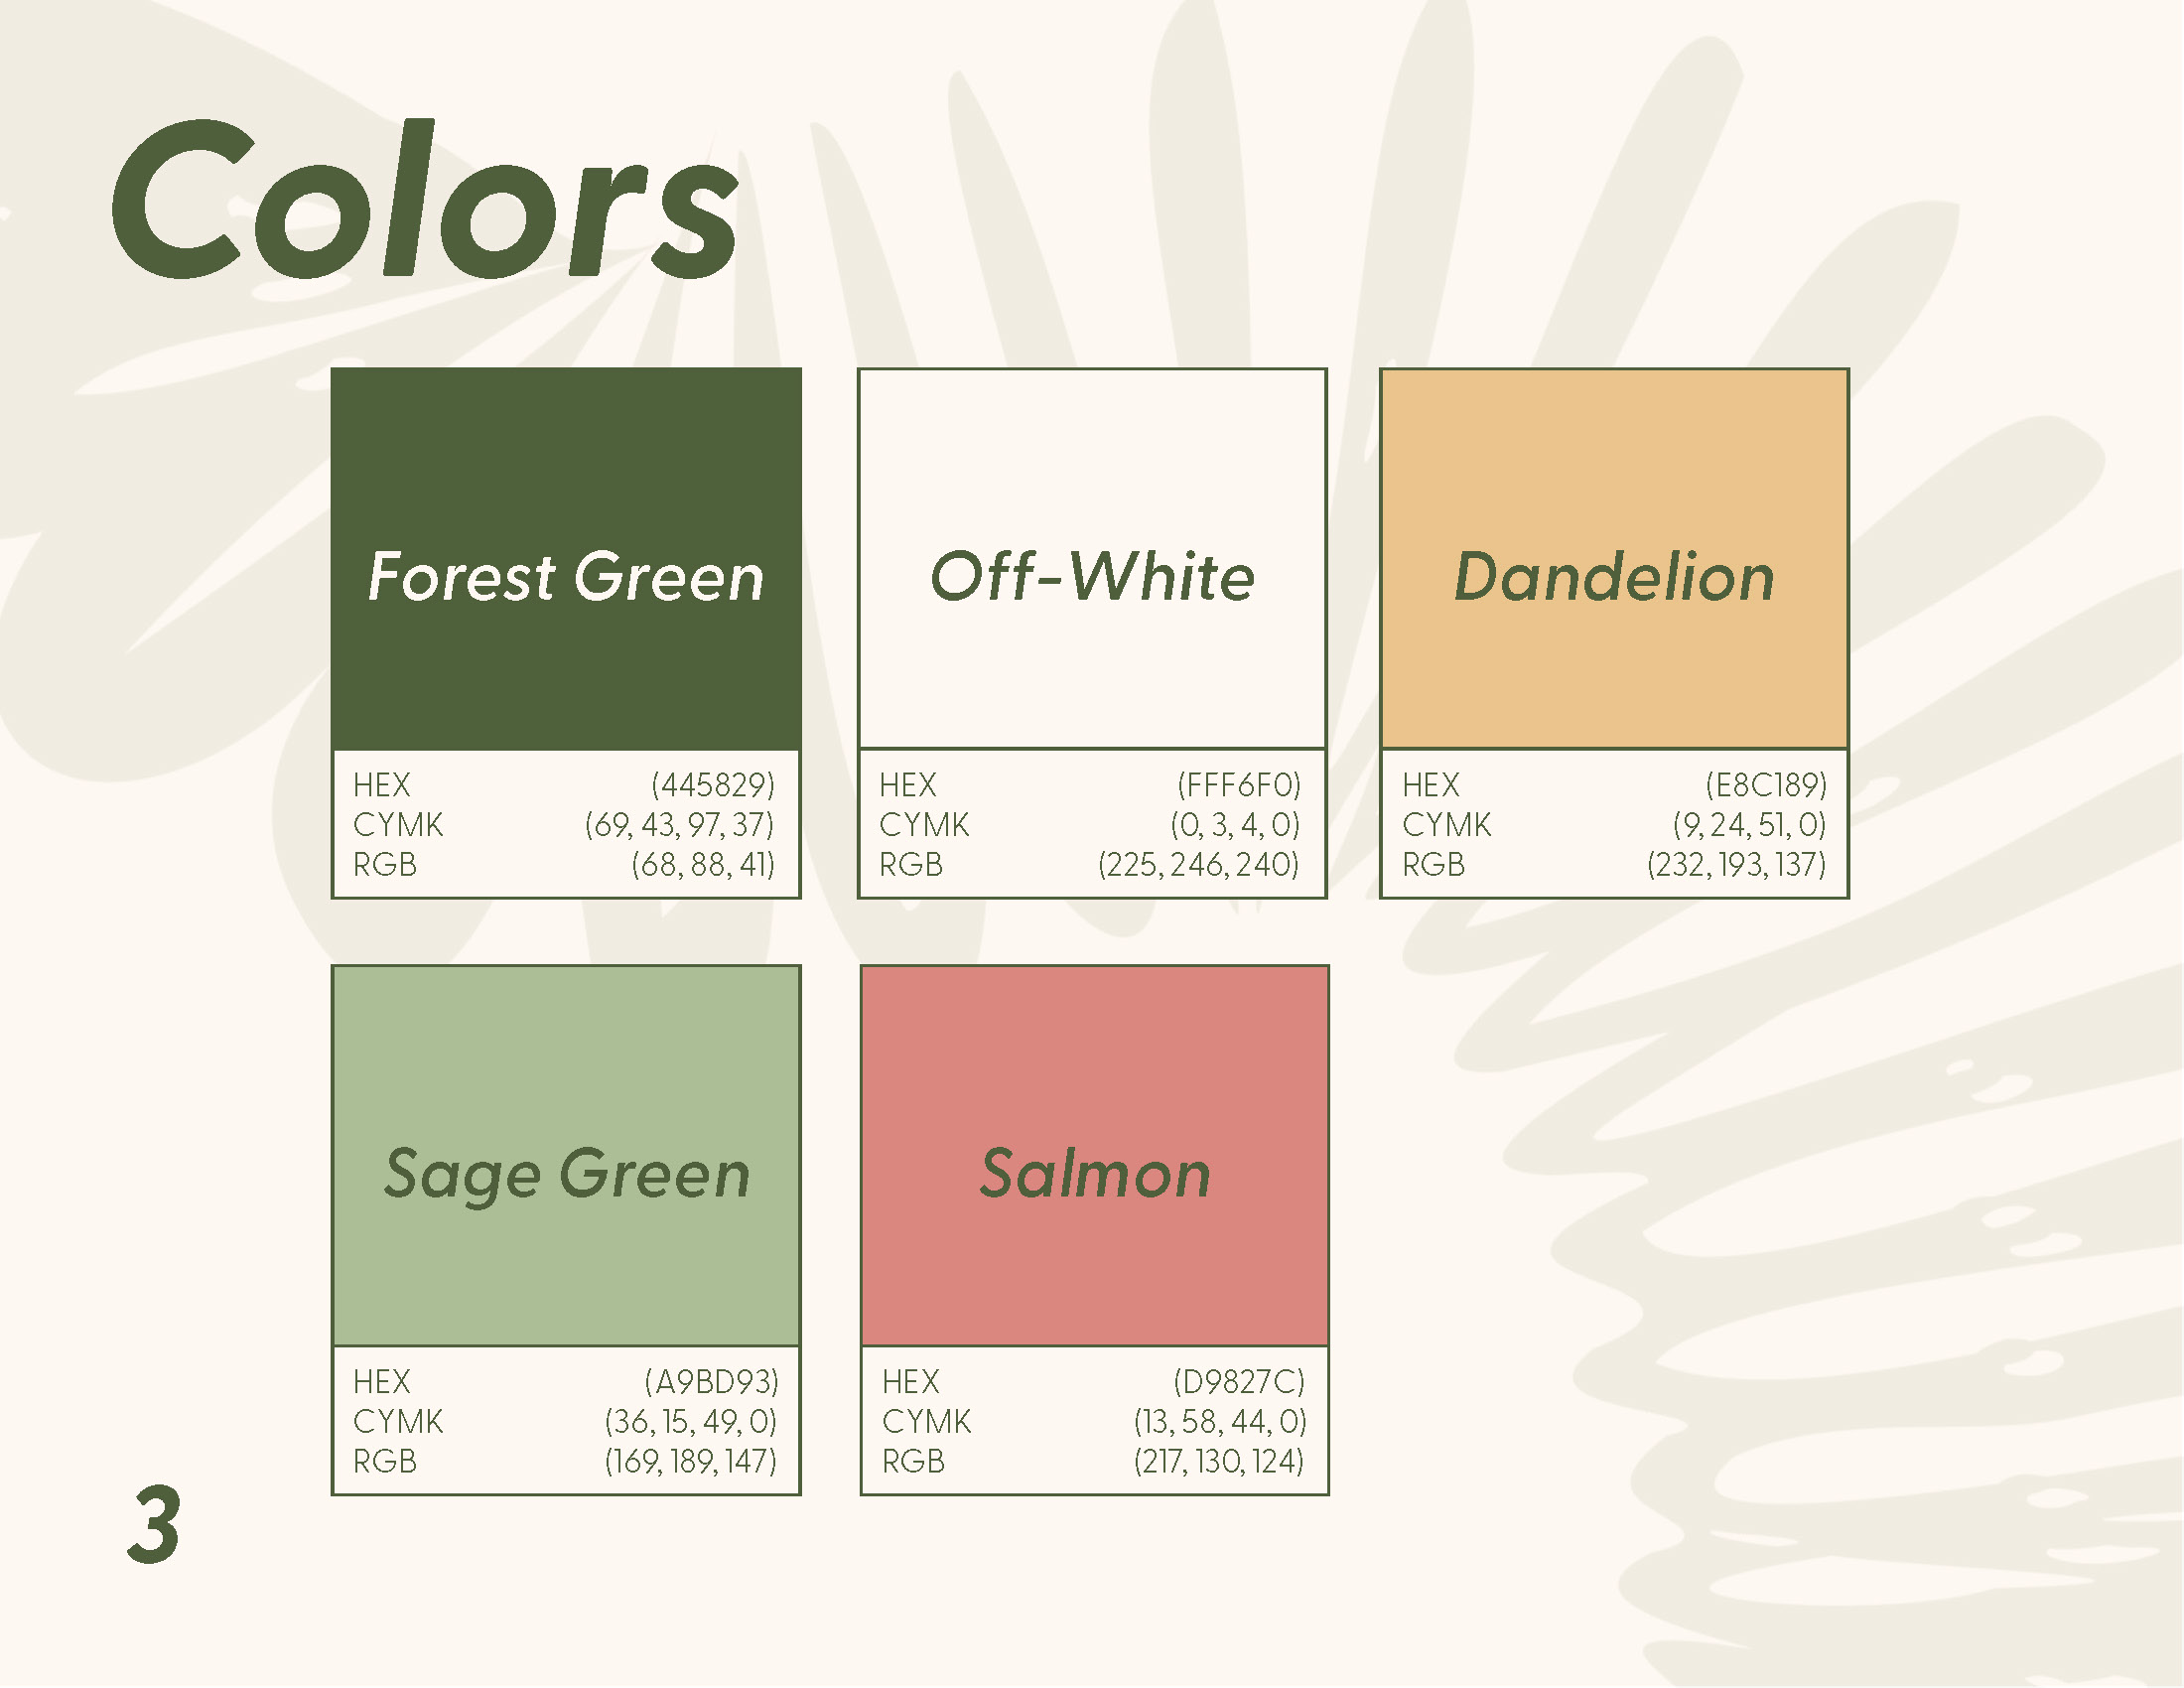 Colors
Forest Green
HEX (445829)
CYMK (69, 43, 97, 37)
RGB (68, 88, 41)
Off-White
HEX (FFF6F0)
CYMK (0, 3, 4, 0)
RGB (225, 246, 240)
Dandelion
HEX (E8C189)
CYMK (9, 24, 51, 0)
RGB (232, 193, 137)
Sage Green
HEX (A9BD93)
CYMK (36, 15, 49, 0)
RGB (169, 189, 147)
Salmon
HEX (D9827C)
CYMK (13, 58, 44, 0)
RGB (217, 130, 124)
3